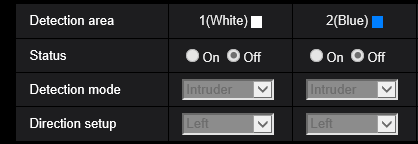 Detection area 1(White) 2(Blue)
Status On Off On Off
Detection mode Intruder Intruder
Direction setup Left Left